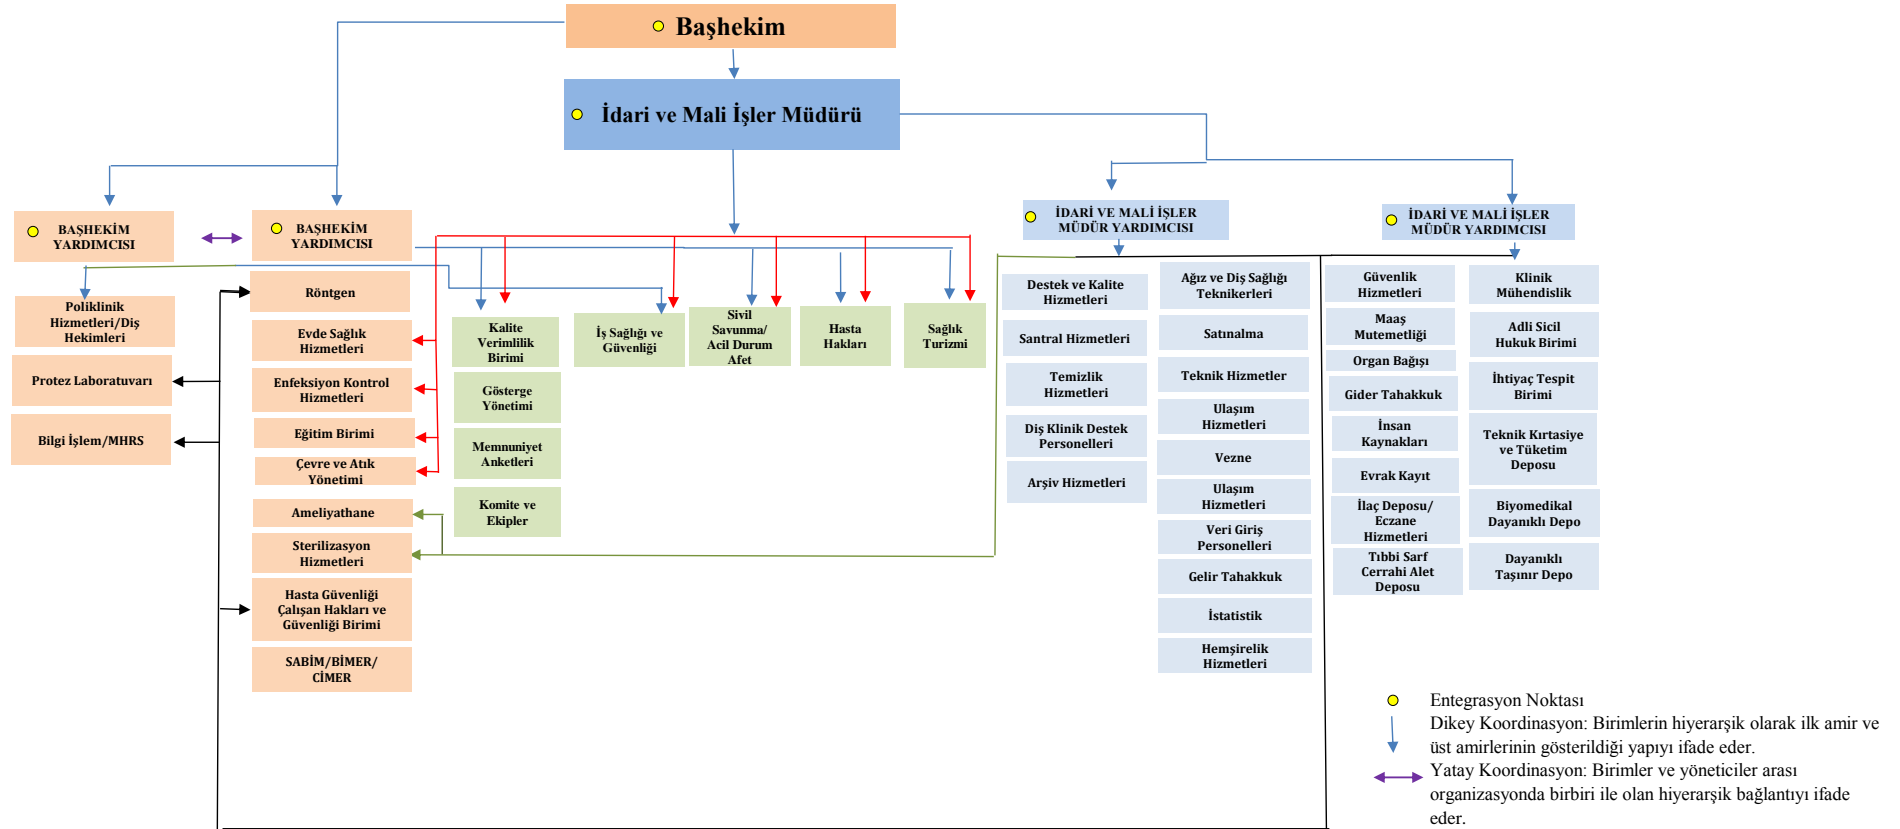 Başhekim
İdari ve Mali İşler Müdürü
BAŞHEKİM
YARDIMCISI
BAŞHEKİM
YARDIMCISI
İDARİ VE MALİ İŞLER
MÜDÜR YARDIMCISI
İDARİ VE MALİ İŞLER
MÜDÜR YARDIMCISI
Poliklinik
Hizmetleri/Diş
Hekimleri
Protez Laboratuvarı
Bilgi İşlem/MHRS
Röntgen
Evde Sağlık
Hizmetleri
Enfeksiyon Kontrol
Hizmetleri
Eğitim Birimi
Çevre ve Atık
Yönetimi
Ameliyathane
Sterilizasyon
Hizmetleri
Hasta Güvenliği
Çalışan Hakları ve
Güvenliği Birimi
SABİM/BİMER/
CİMER
Kalite
Verimlilik
Birimi
Gösterge
Yönetimi
Memnuniyet
Anketleri
Komite ve
Ekipler
İş Sağlığı ve
Güvenliği
Sivil
Savunma/
Acil Durum
Afet
Hasta
Hakları
Sağlık
Turizmi
Destek ve Kalite
Hizmetleri
Santral Hizmetleri
Temizlik
Hizmetleri
Diş Klinik Destek
Personelleri
Arşiv Hizmetleri
Ağız ve Diş Sağlığı
Teknikerleri
Satınalma
Teknik Hizmetler
Ulaşım
Hizmetleri
Vezne
Ulaşım
Hizmetleri
Veri Giriş
Personelleri
Gelir Tahakkuk
İstatistik
Hemşirelik
Hizmetleri
Güvenlik
Hizmetleri
Maaş
Mutemetliği
Organ Bağışı
Gider Tahakkuk
İnsan
Kaynakları
Evrak Kayıt
İlaç Deposu/
Eczane
Hizmetleri
Tıbbi Sarf
Cerrahi Alet
Deposu
Klinik
Mühendislik
Adli Sicil
Hukuk Birimi
İhtiyaç Tespit
Birimi
Teknik Kırtasiye
ve Tüketim
Deposu
Biyomedikal
Dayanıklı Depo
Dayanıklı
Taşınır Depo
Entegrasyon Noktası
Dikey Koordinasyon: Birimlerin hiyerarşik olarak ilk amir ve
üst amirlerinin gösterildiği yapıyı ifade eder.
Yatay Koordinasyon: Birimler ve yöneticiler arası
organizasyonda birbiri ile olan hiyerarşik bağlantıyı ifade
eder.